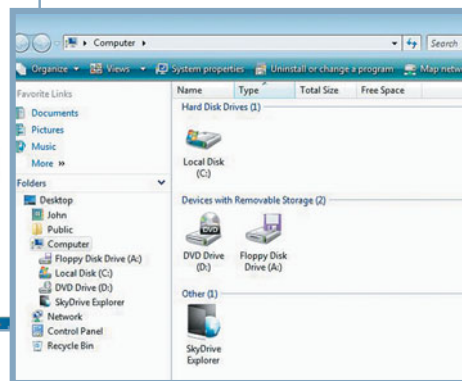 Computer
Search
Organize Views System properties Uninstall or change a program Map netw
Favorite Links
Documents
Pictures
Music
More »
Folders
Desktop
John
Public
Computer
Floppy Disk Drive (A:)
Local Disk (C:)
DVD Drive (D:)
SkyDrive Explorer
Network
Control Panel
Recycle Bin
Name Type Total Size Free Space
Hard Disk Drives (1)
Local Disk
(C:)
Devices with Removable Storage (2)
DVD
DVD Drive
(D:)
Floppy Disk
Drive (A:)
Other (1)
SkyDrive
Explorer